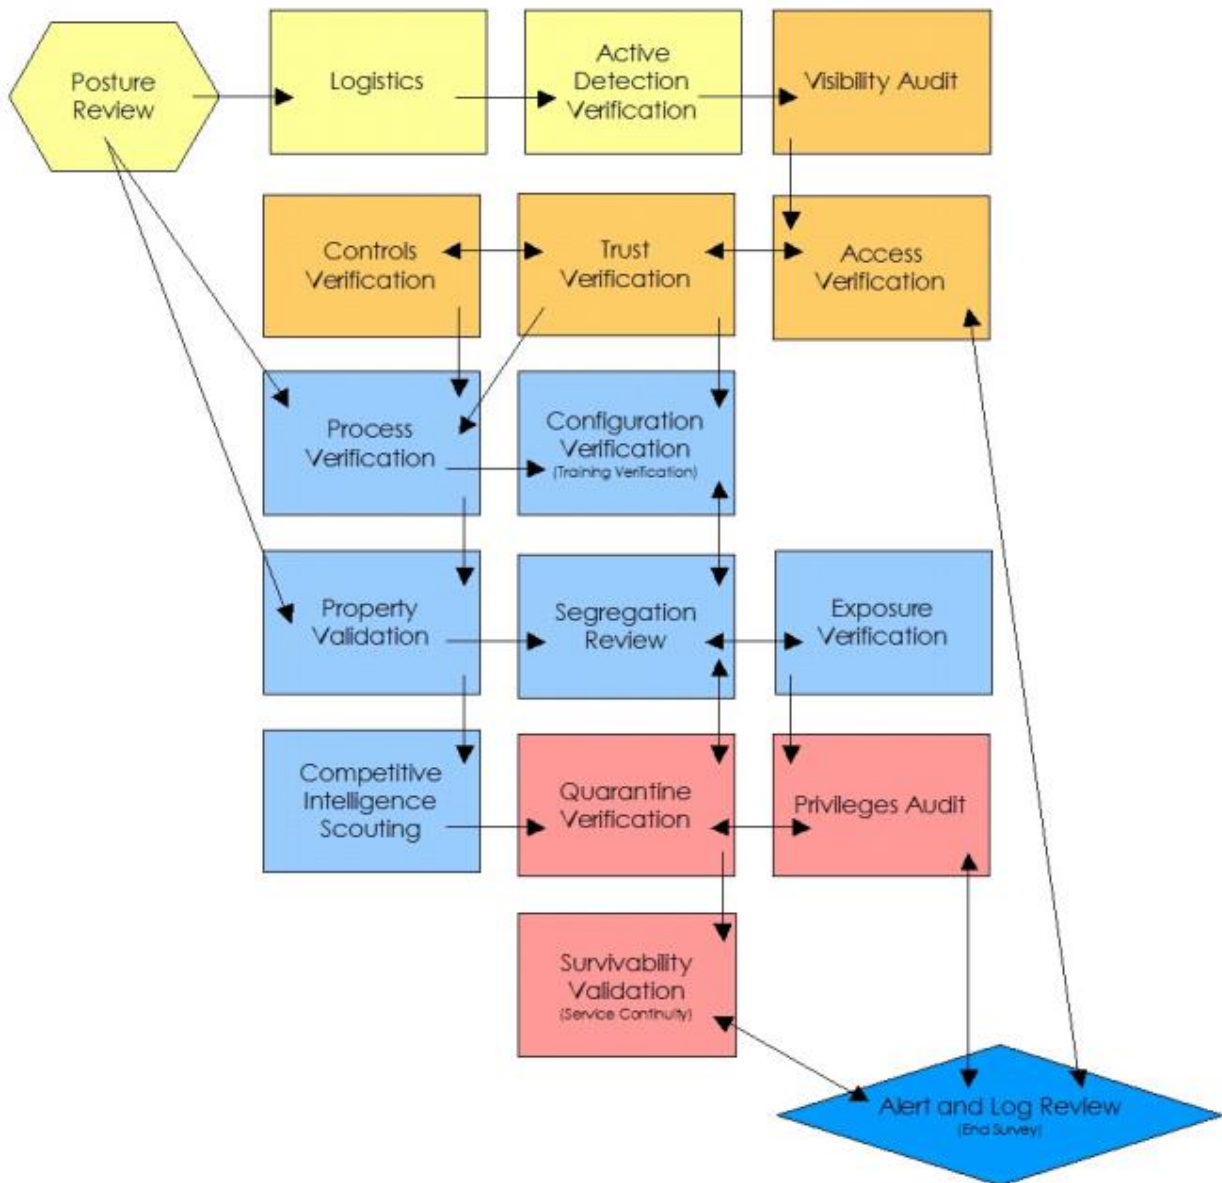 Posture
Review
Logistics
Active
Detection
Verification
Visibility Audit
Controls
Verification
Trust
Verification
Access
Verification
Process
Verification
Configuration
Verification
(Training Verification)
Property
Validation
Segregation
Review
Exposure
Verification
Competitive
Intelligence
Scouting
Quarantine
Verification
Privileges Audit
Survivability
Validation
(Service Continuity)
Alert and Log Review
(End Survey)